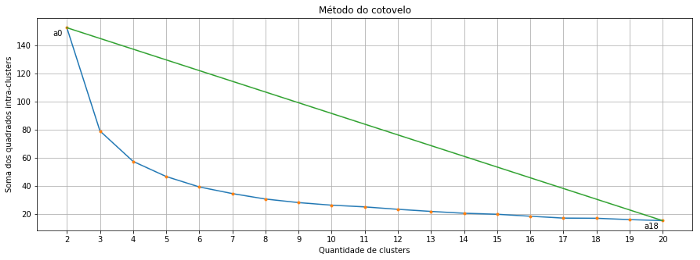 Método do cotovelo
Soma dos quadrados intra-clusters
140
120
100
80
60
40
20
a0
a18
2 3 4 5 6 7 8 9 10 11 12 13 14 15 16 17 18 19 20
Quantidade de clusters